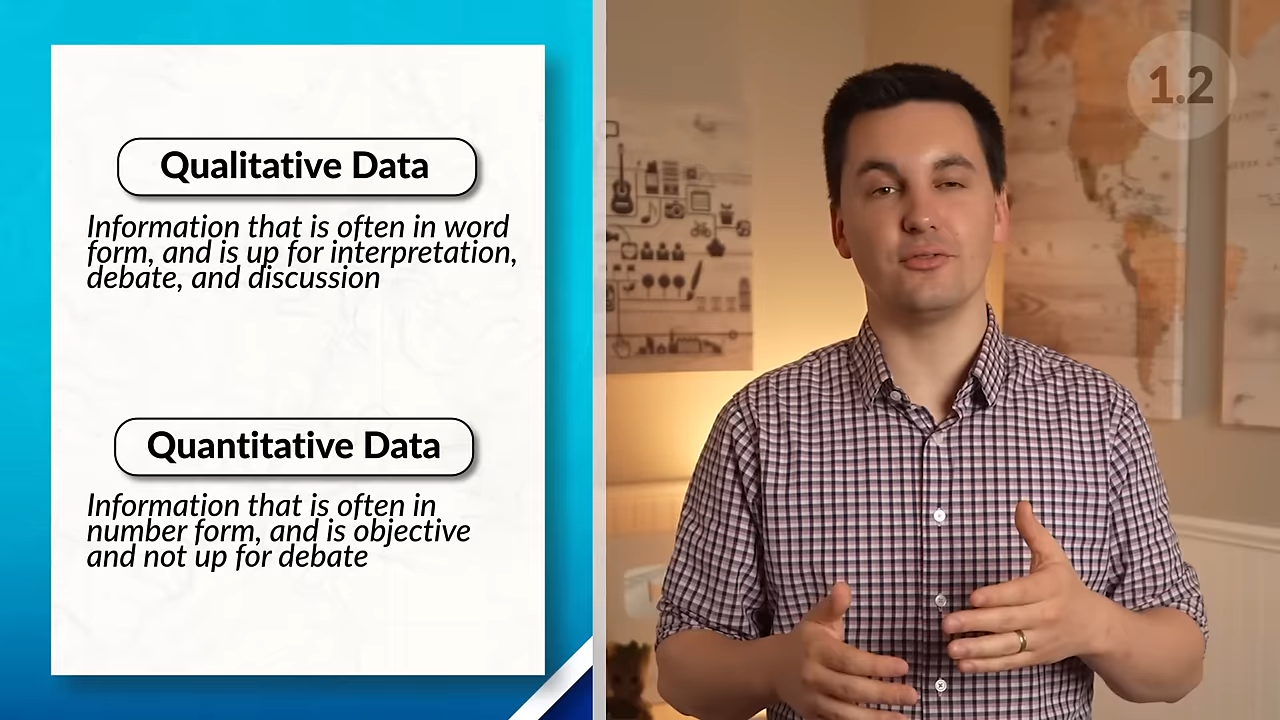 Qualitative Data
Information that is often in word
form, and is up for interpretation,
debate, and discussion
Quantitative Data
Information that is often in
number form, and is objective
and not up for debate
1.2